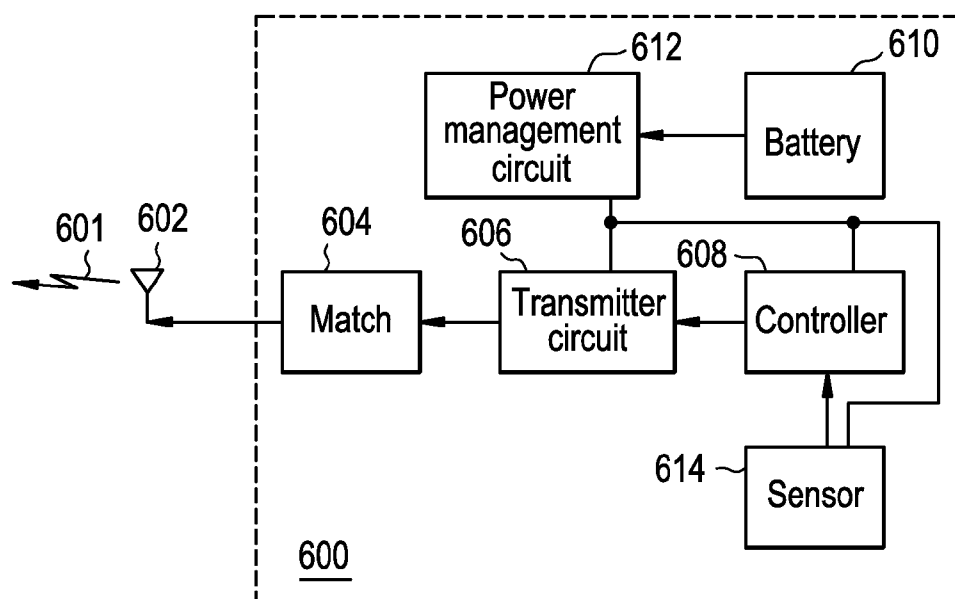 612
610
Power
management
circuit
Battery
601
602
604
606
608
Match
Transmitter
circuit
Controller
614
Sensor
600